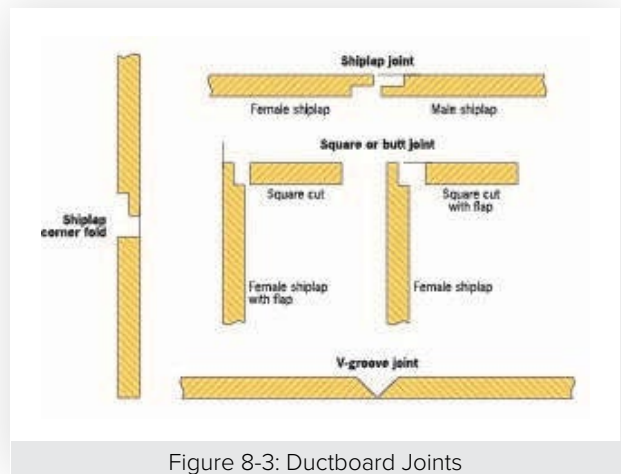 Shiplap joint
Female shiplap
Male shiplap
Square or butt joint
Square cut
Square cut
with flap
Shiplap
corner fold
Female shiplap
with flap
Female shiplap
V-groove joint
Figure 8-3: Ductboard Joints